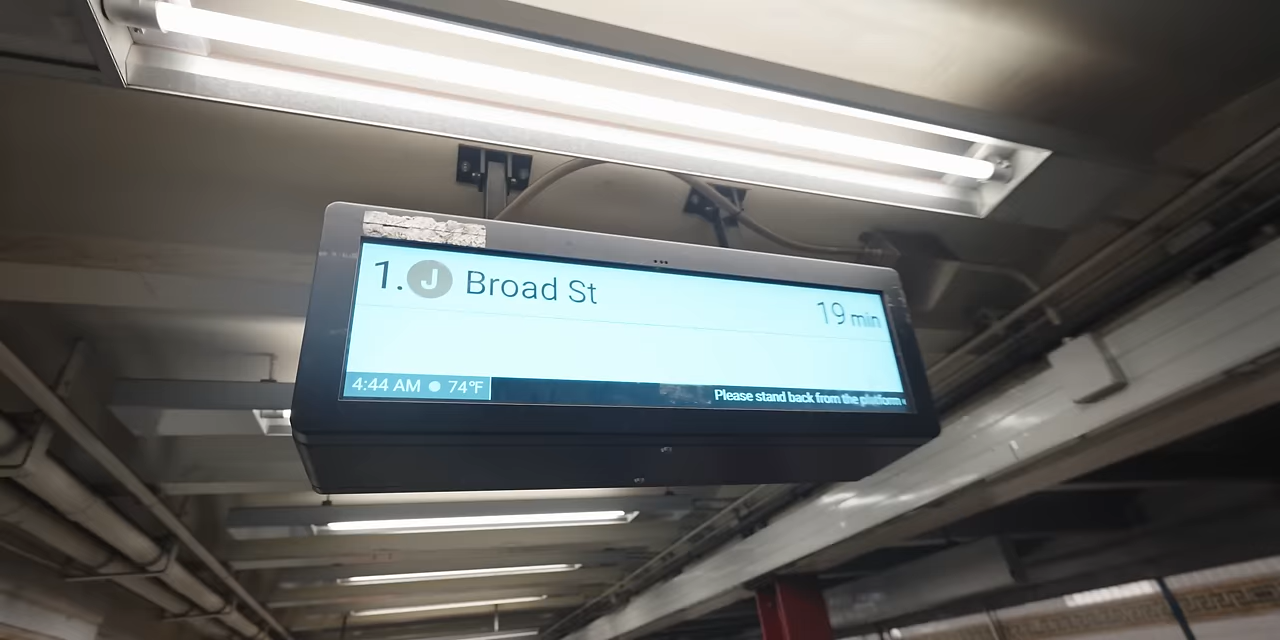 1. J Broad St 19 min
4:44 AM 74°F Please stand back from the platform